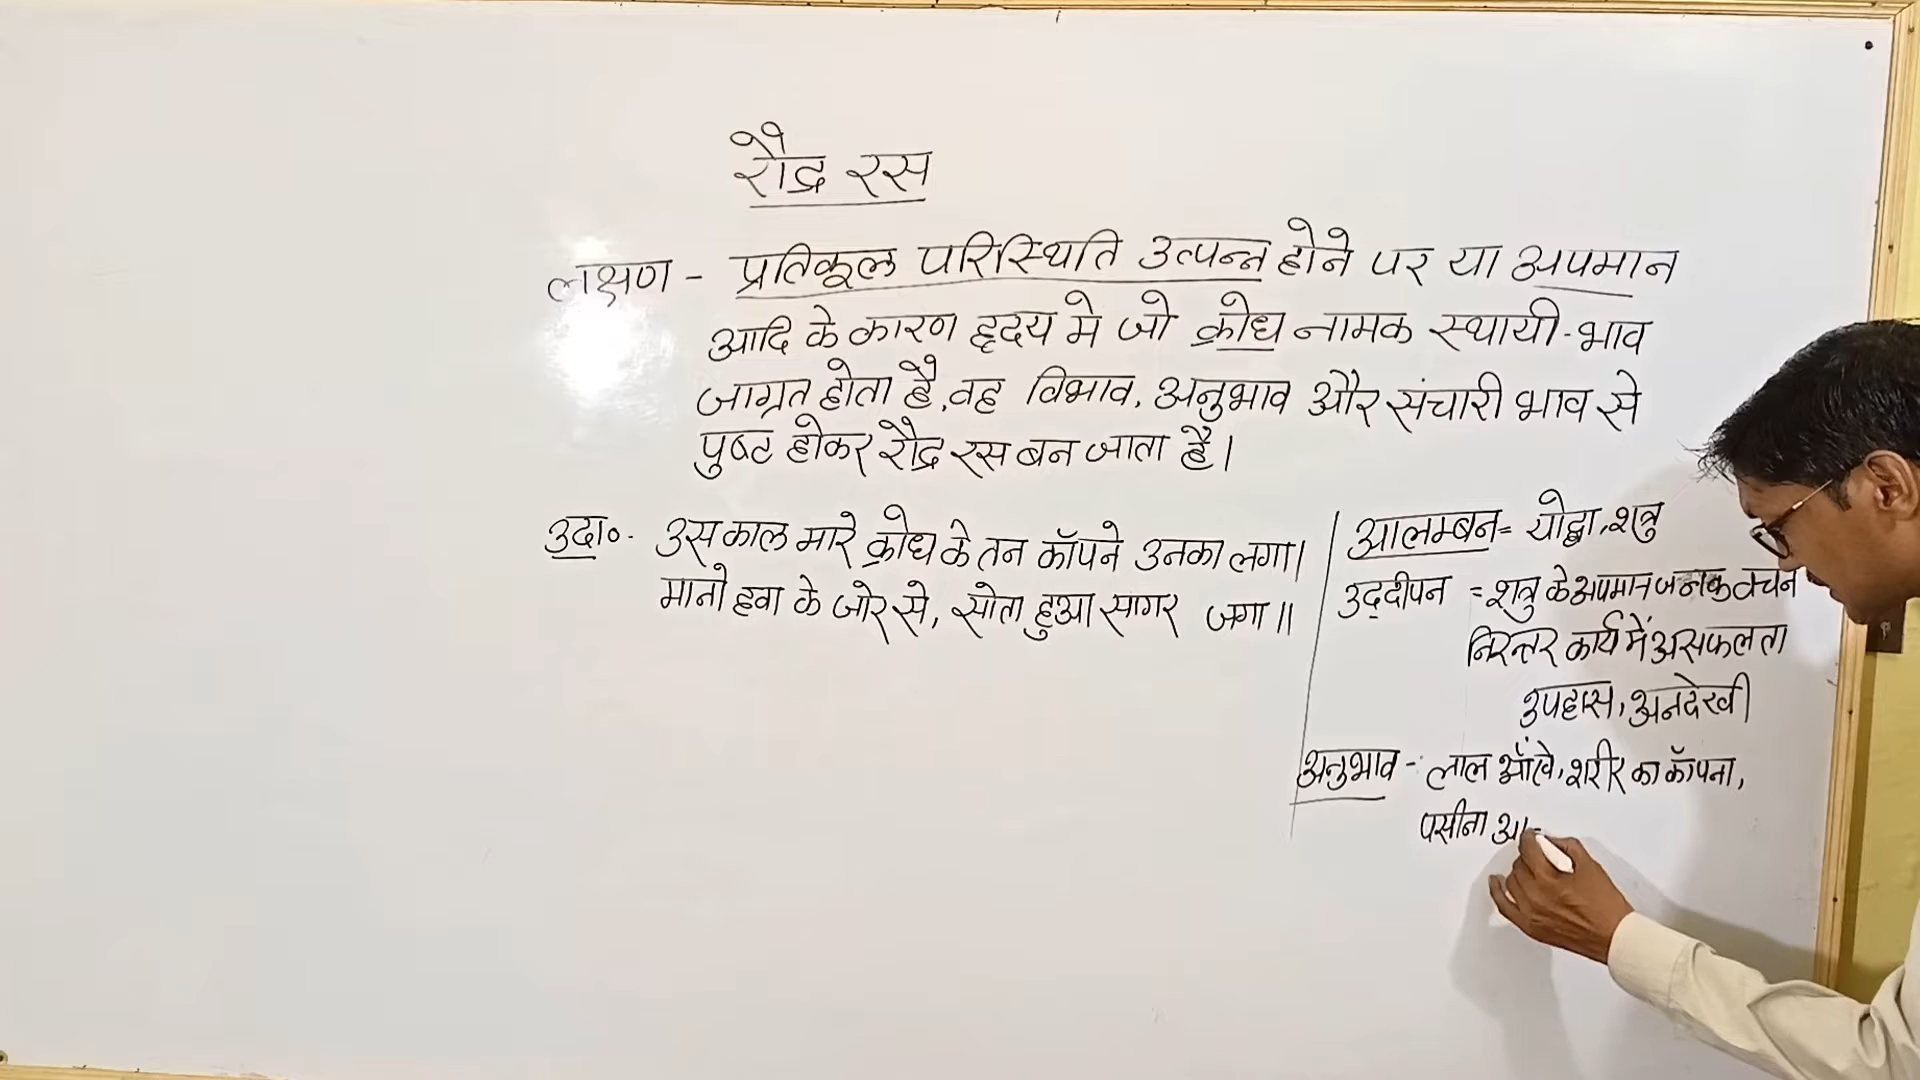 रौद्र रस
लक्षण - प्रतिकूल परिस्थिति उत्पन्न होने पर या अपमान
आदि के कारण हृदय मे जो क्रोध नामक स्थायी-भाव
जाग्रत होता है, वह विभाव, अनुभाव और संचारी भाव से
पुष्ट होकर रौद्र रस बन जाता है।
उदा०- उस काल मारे क्रोध के तन काँपने उनका लगा।
मानो हवा के जोर से, सोता हुआ सागर जगा॥
आलम्बन = योद्धा, शत्रु
उद्दीपन = शत्रु के अपमान जनक वचन
निरन्तर कार्य में असफलता
उपहास, अनदेखी
अनुभाव - लाल आँखे, शरीर का काँपना,
पसीना